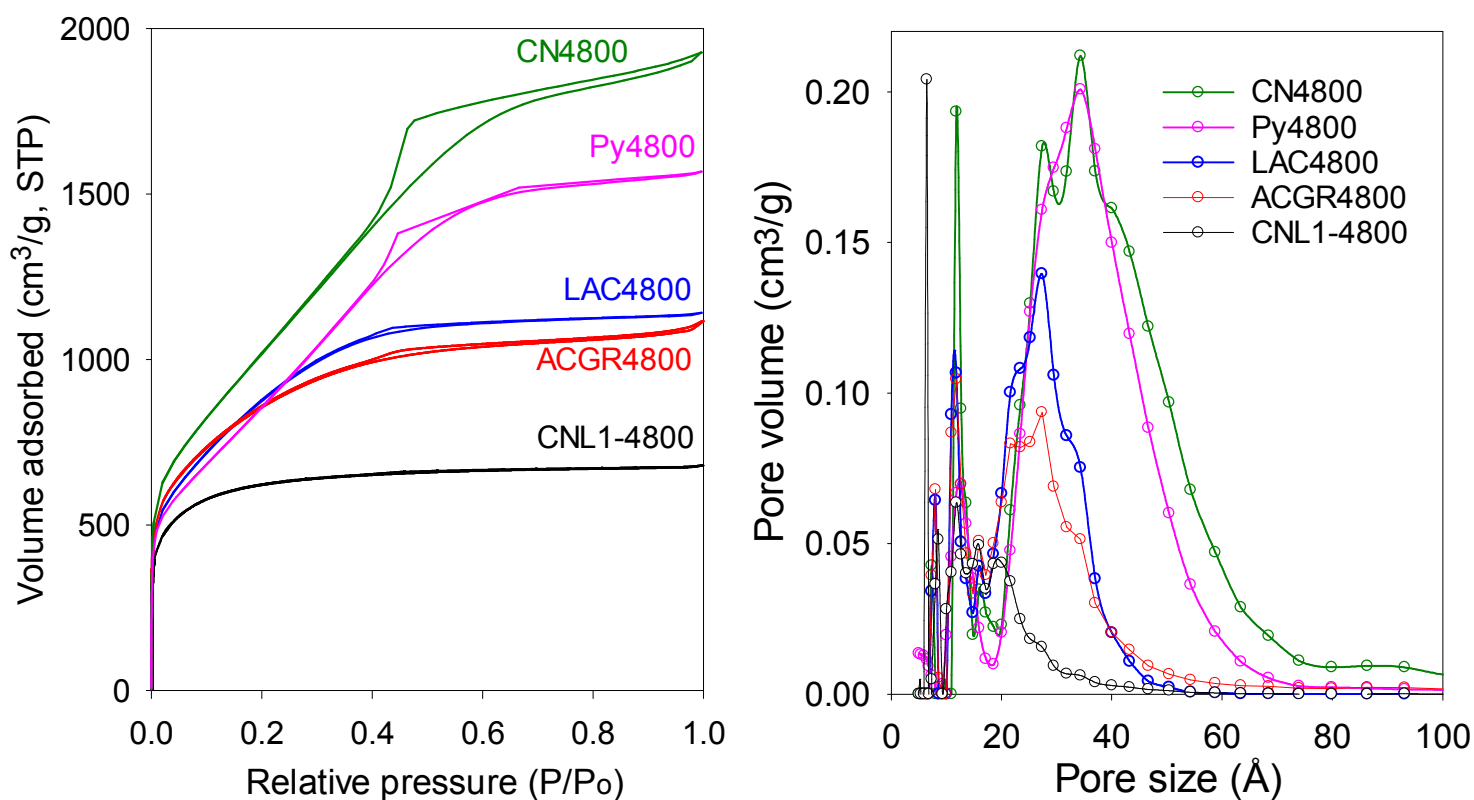 2000
1500
1000
500
0
Volume adsorbed (cm³/g, STP)
CN4800
Py4800
LAC4800
ACGR4800
CNL1-4800
0.0 0.2 0.4 0.6 0.8 1.0
Relative pressure (P/Po)
0.20
0.15
0.10
0.05
0.00
Pore volume (cm³/g)
CN4800
Py4800
LAC4800
ACGR4800
CNL1-4800
0 20 40 60 80 100
Pore size (Å)